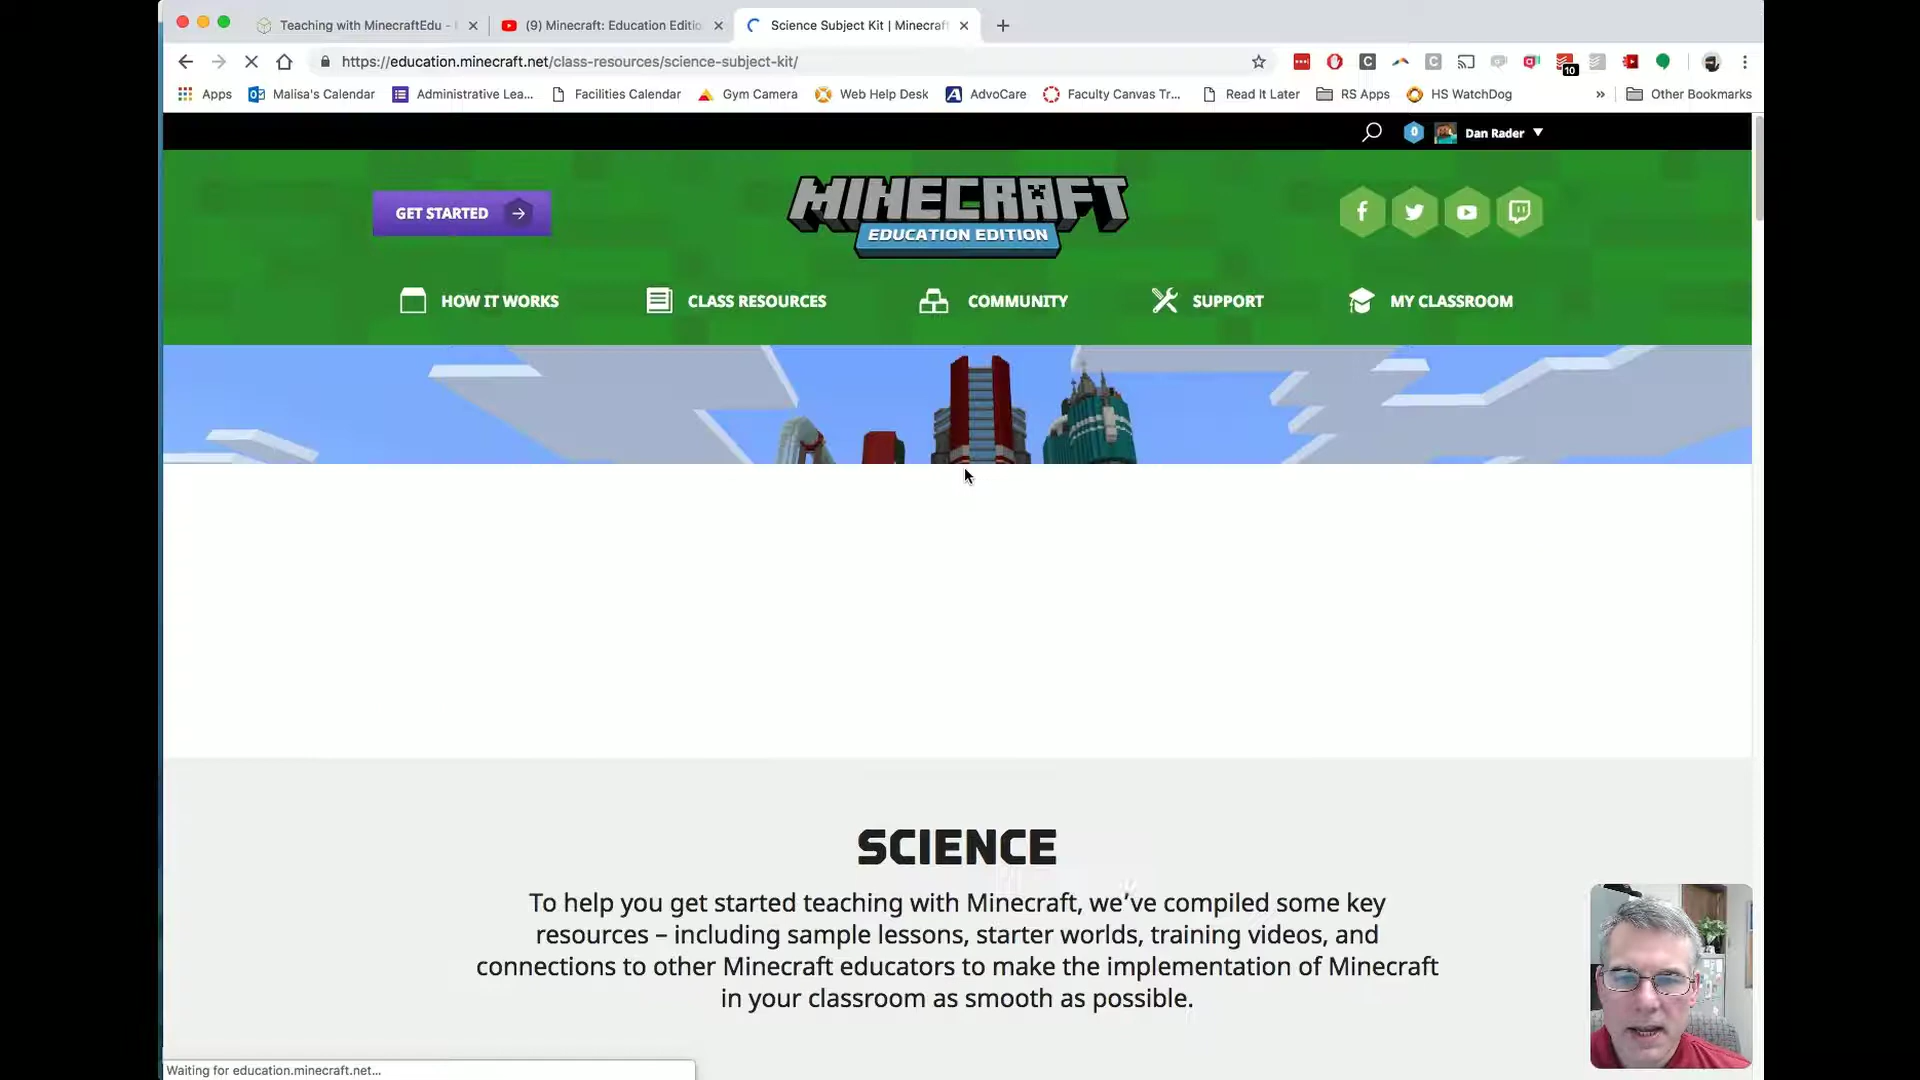 Teaching with MinecraftEdu -
(9) Minecraft: Education Editio
Science Subject Kit | Minecraf
https://education.minecraft.net/class-resources/science-subject-kit/
10
Apps Malisa's Calendar Administrative Lea... Facilities Calendar Gym Camera Web Help Desk AdvoCare Faculty Canvas Tr... Read It Later RS Apps HS WatchDog » Other Bookmarks
0 Dan Rader
GET STARTED
MINECRAFT
EDUCATION EDITION
HOW IT WORKS CLASS RESOURCES COMMUNITY SUPPORT MY CLASSROOM
SCIENCE
To help you get started teaching with Minecraft, we've compiled some key
resources – including sample lessons, starter worlds, training videos, and
connections to other Minecraft educators to make the implementation of Minecraft
in your classroom as smooth as possible.
Waiting for education.minecraft.net...